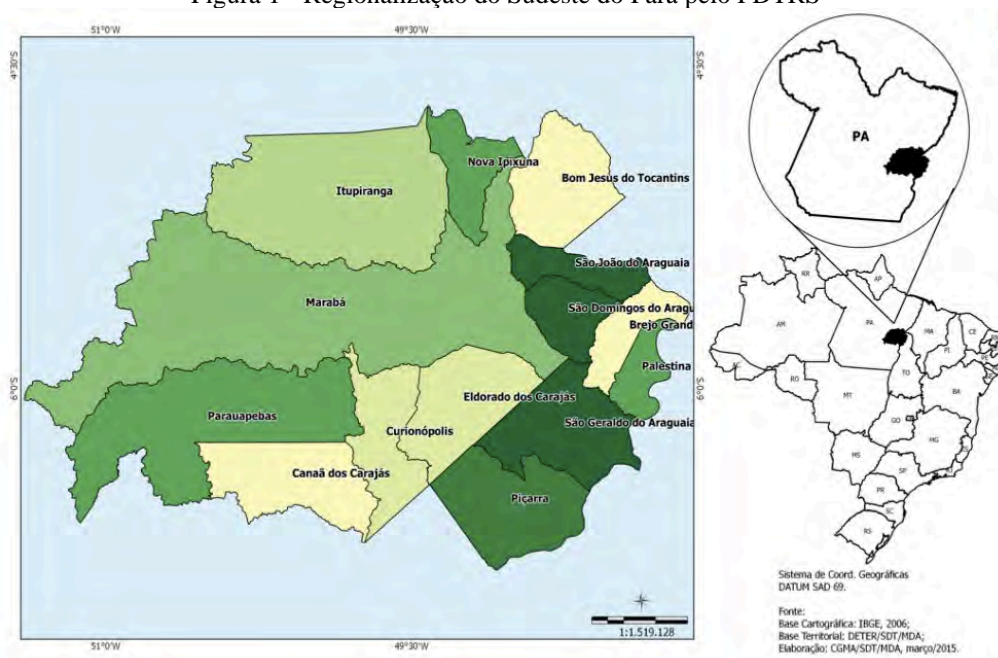 Figura 1 - Regionalização do Sudeste do Pará pelo PDTRS
51°0'W
49°30'W
4°30'S
4°30'S
Nova Ipixuna
Bom Jesus do Tocantins
Itupiranga
São João do Araguaia
Marabá
São Domingos do Aragu
Brejo Grand
Palestina
6°0'S
6°0'S
Parauapebas
Eldorado dos Carajás
São Geraldo do Araguaia
Curionópolis
Canaã dos Carajás
Piçarra
1:1.519.128
51°0'W
49°30'W
PA
RR
AP
AM
PA
MA
CE
PI
RO
TO
MT
BA
GO
MG
MS
SP
PR
SC
RS
Sistema de Coord. Geográficas
DATUM SAD 69.
Fonte:
Base Cartográfica: IBGE, 2006;
Base Territorial: DETER/SDT/MDA;
Elaboração: CGMA/SDT/MDA, março/2015.